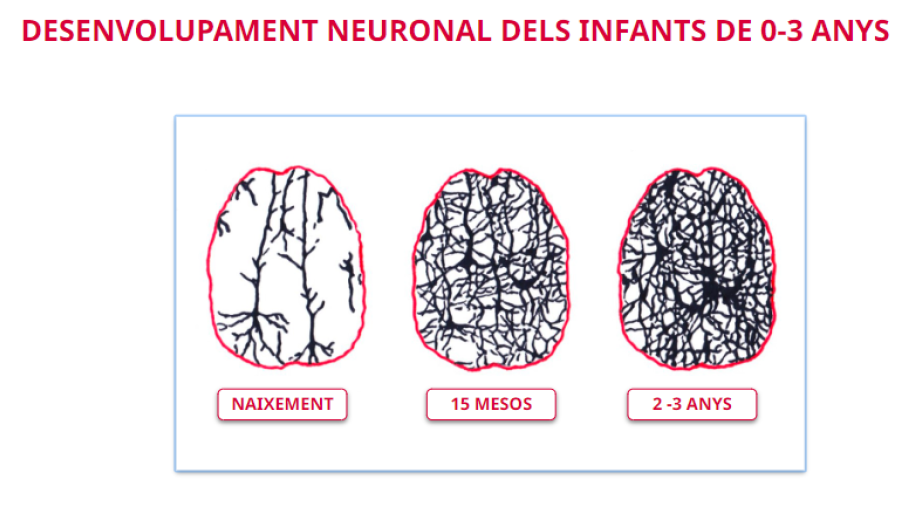 DESENVOLUPAMENT NEURONAL DELS INFANTS DE 0-3 ANYS
NAIXEMENT
15 MESOS
2 -3 ANYS